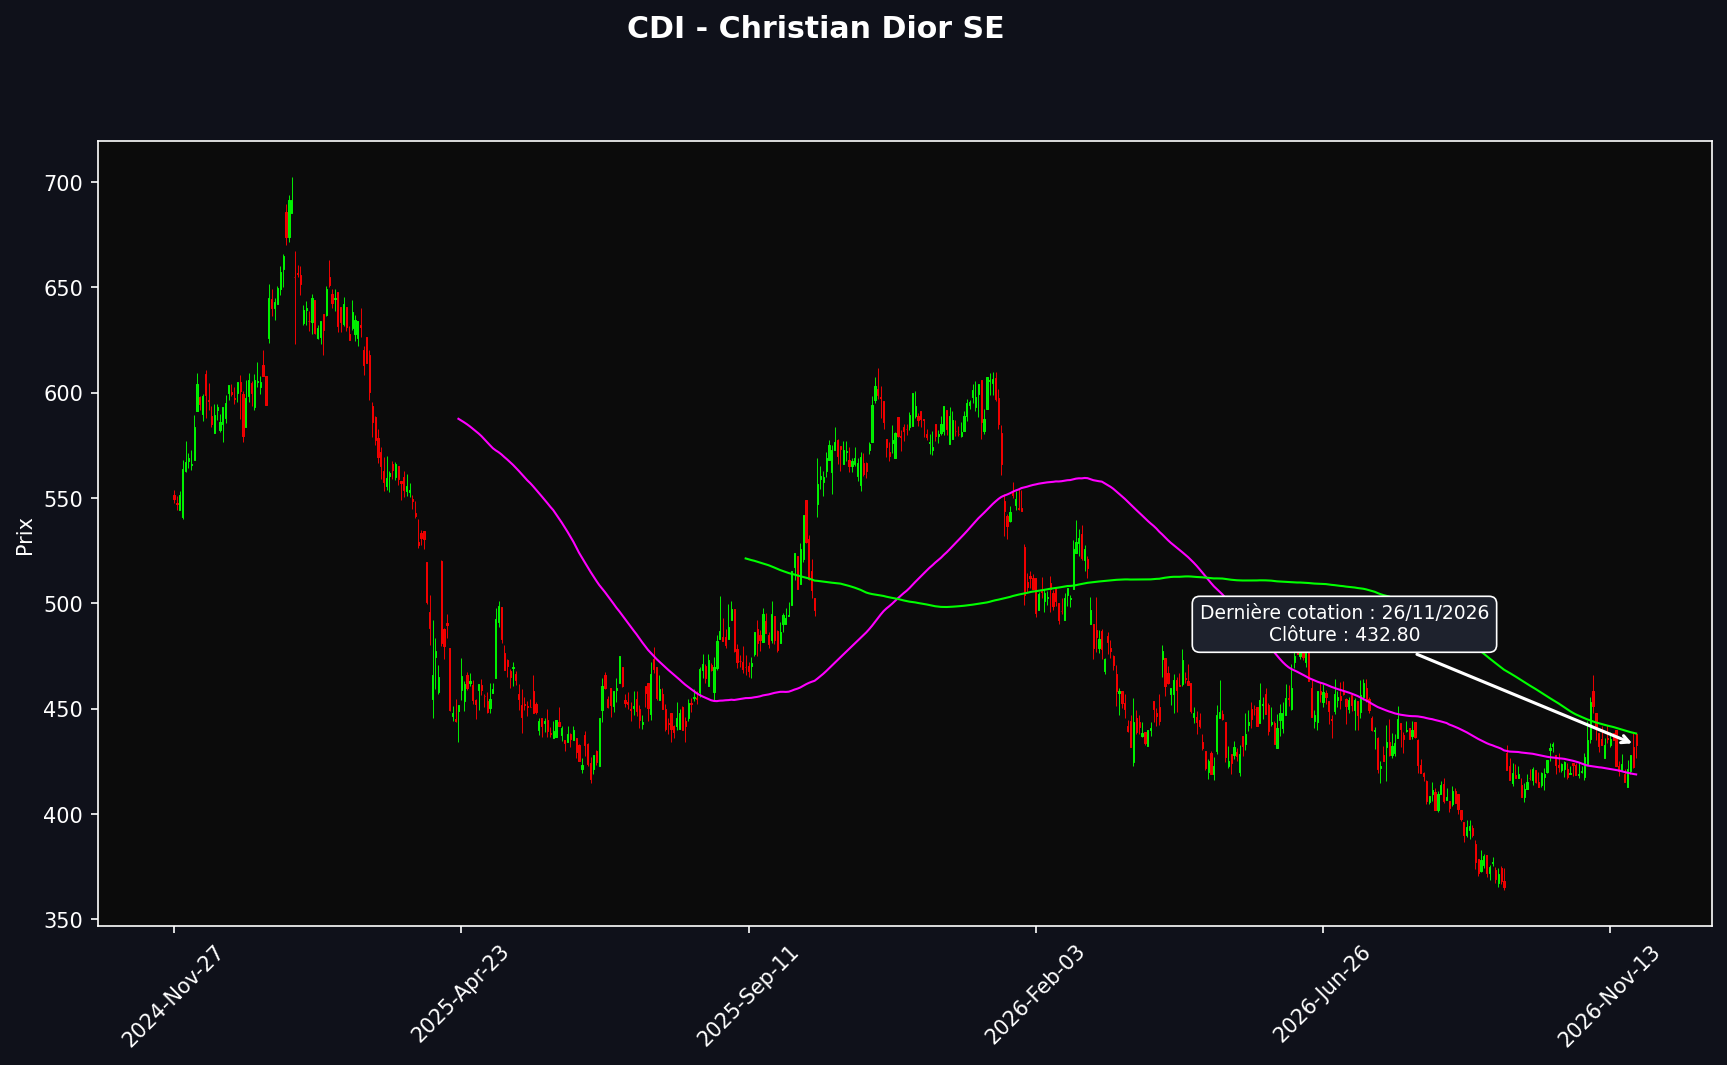 CDI - Christian Dior SE
Prix
700
650
600
550
500
450
400
350
Dernière cotation : 26/11/2026
Clôture : 432.80
2024-Nov-27
2025-Apr-23
2025-Sep-11
2026-Feb-03
2026-Jun-26
2026-Nov-13